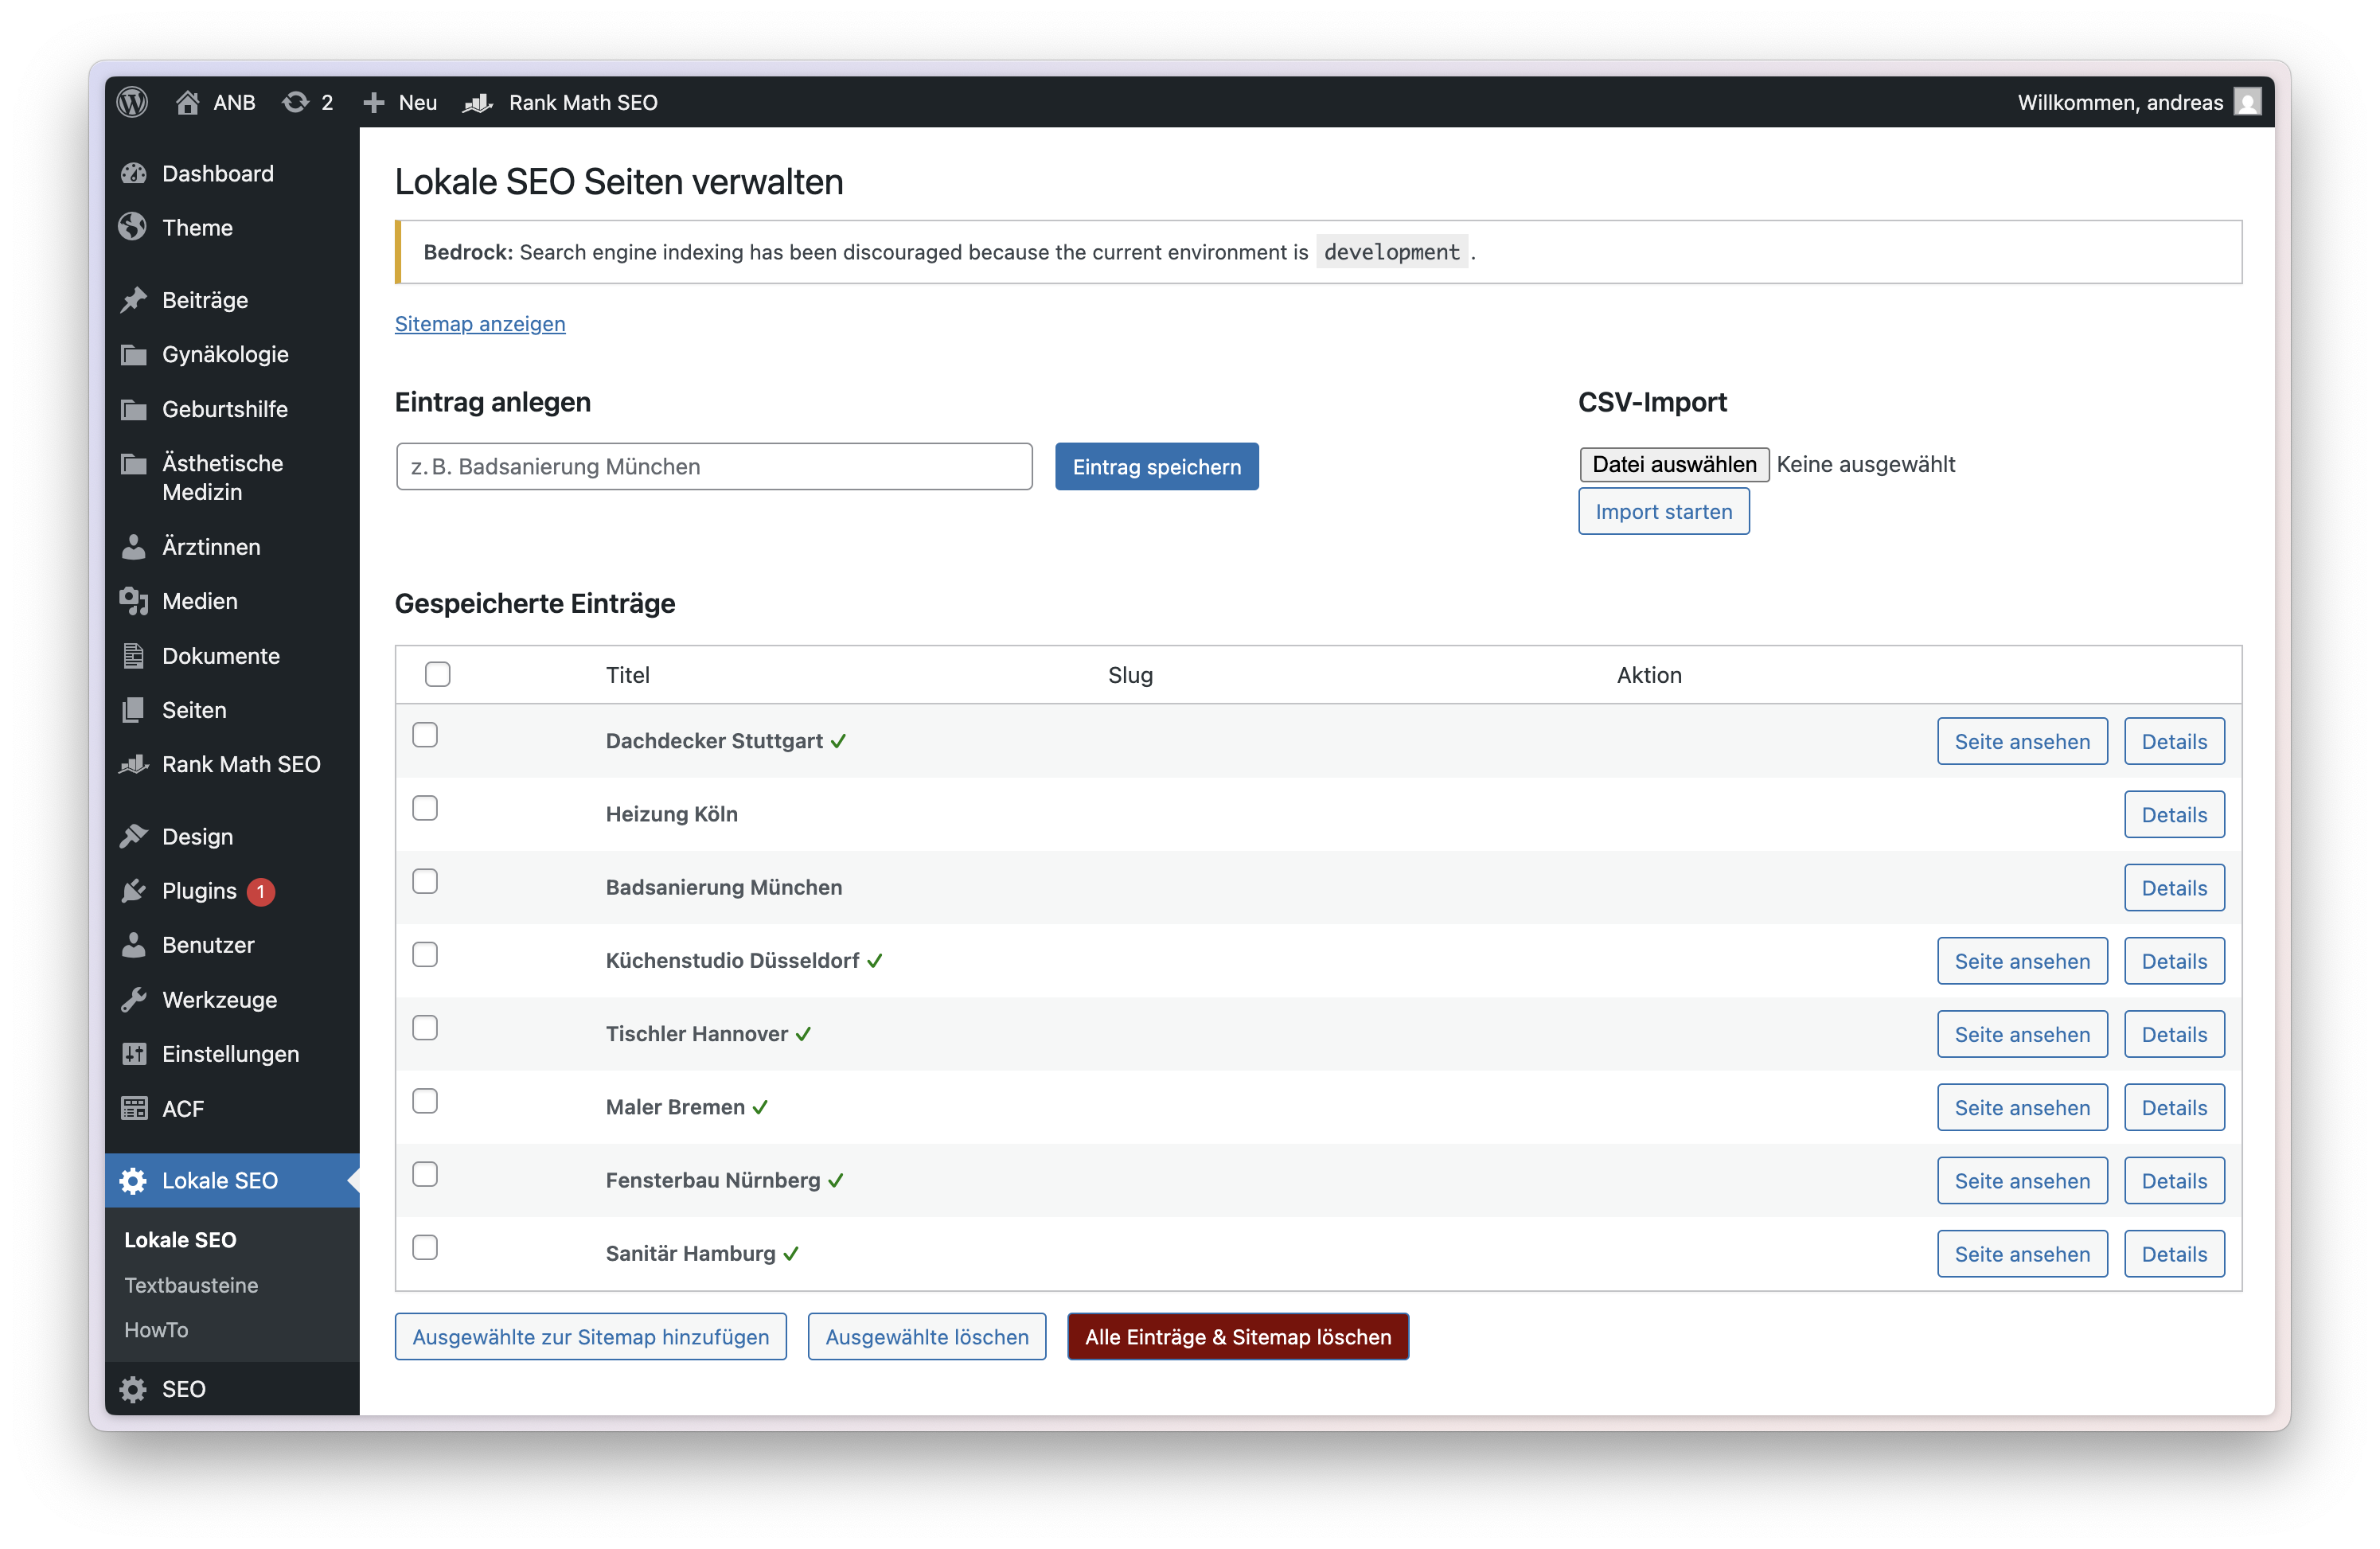 ANB 2 Neu Rank Math SEO Willkommen, andreas
Dashboard
Theme
Beiträge
Gynäkologie
Geburtshilfe
Ästhetische
Medizin
Ärztinnen
Medien
Dokumente
Seiten
Rank Math SEO
Design
Plugins 1
Benutzer
Werkzeuge
Einstellungen
ACF
Lokale SEO
Lokale SEO
Textbausteine
HowTo
SEO
Lokale SEO Seiten verwalten
Bedrock: Search engine indexing has been discouraged because the current environment is development .
Sitemap anzeigen
Eintrag anlegen
z. B. Badsanierung München Eintrag speichern
CSV-Import
Datei auswählen Keine ausgewählt
Import starten
Gespeicherte Einträge
Titel Slug Aktion
Dachdecker Stuttgart ✓ Seite ansehen Details
Heizung Köln Details
Badsanierung München Details
Küchenstudio Düsseldorf ✓ Seite ansehen Details
Tischler Hannover ✓ Seite ansehen Details
Maler Bremen ✓ Seite ansehen Details
Fensterbau Nürnberg ✓ Seite ansehen Details
Sanitär Hamburg ✓ Seite ansehen Details
Ausgewählte zur Sitemap hinzufügen Ausgewählte löschen Alle Einträge & Sitemap löschen